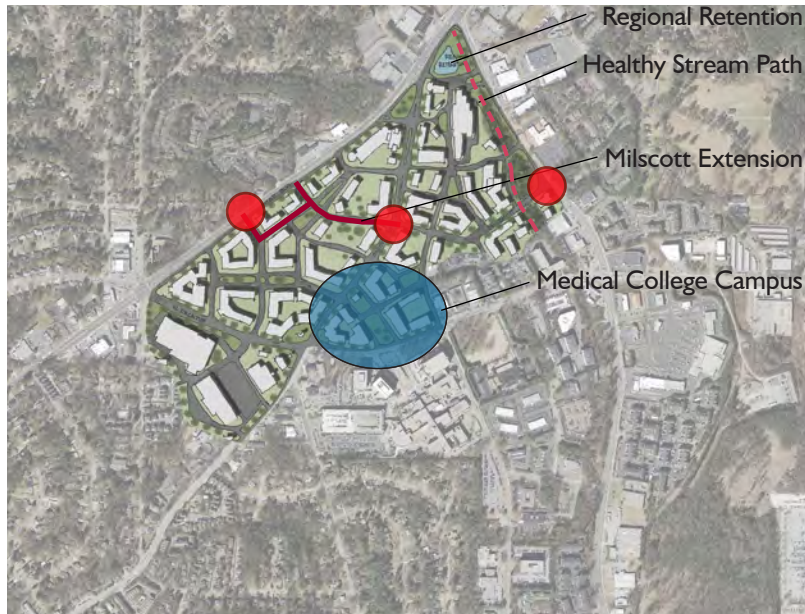 Regional Retention
Healthy Stream Path
Milscott Extension
Medical College Campus